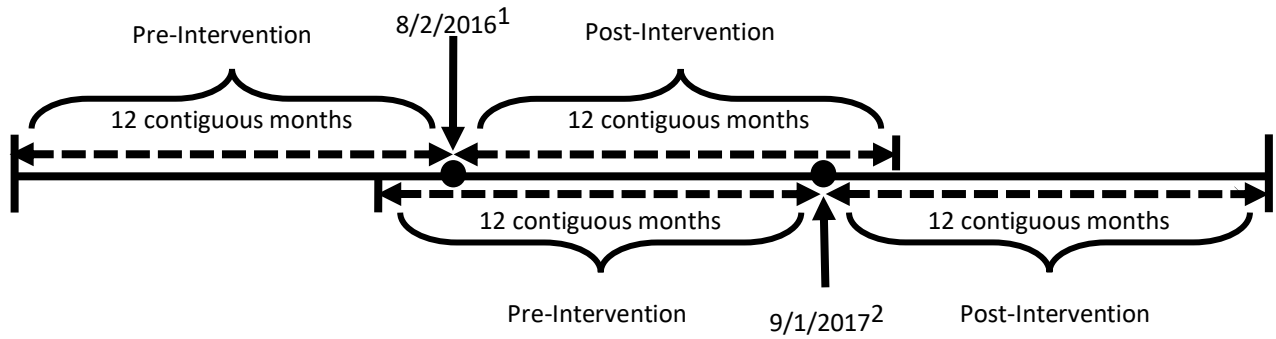 Pre-Intervention
8/2/2016¹
Post-Intervention
12 contiguous months
12 contiguous months
12 contiguous months
12 contiguous months
Pre-Intervention
9/1/2017²
Post-Intervention